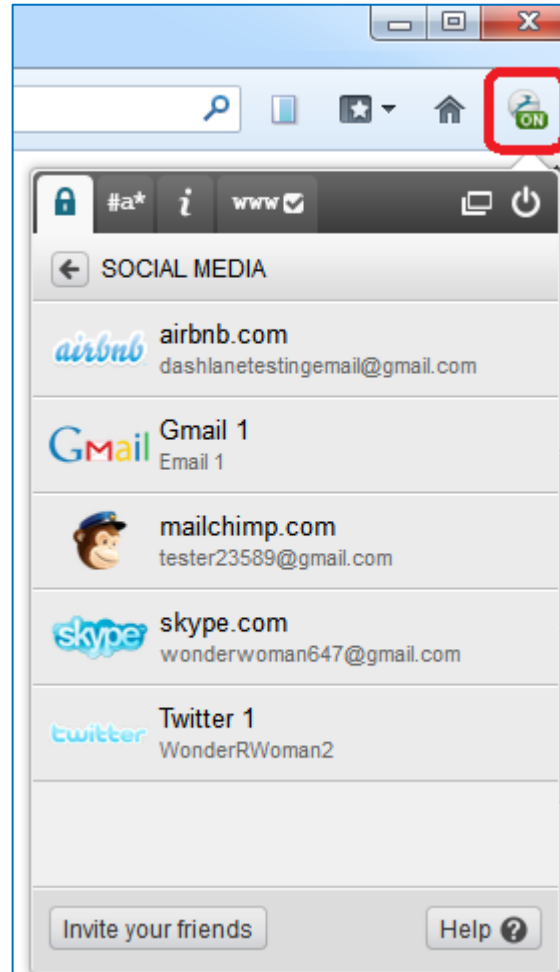 ON
#a* i www
SOCIAL MEDIA
airbnb airbnb.com
dashlanetestingemail@gmail.com
GMail Gmail 1
Email 1
mailchimp.com
tester23589@gmail.com
skype skype.com
wonderwoman647@gmail.com
twitter Twitter 1
WonderRWoman2
Invite your friends Help ?